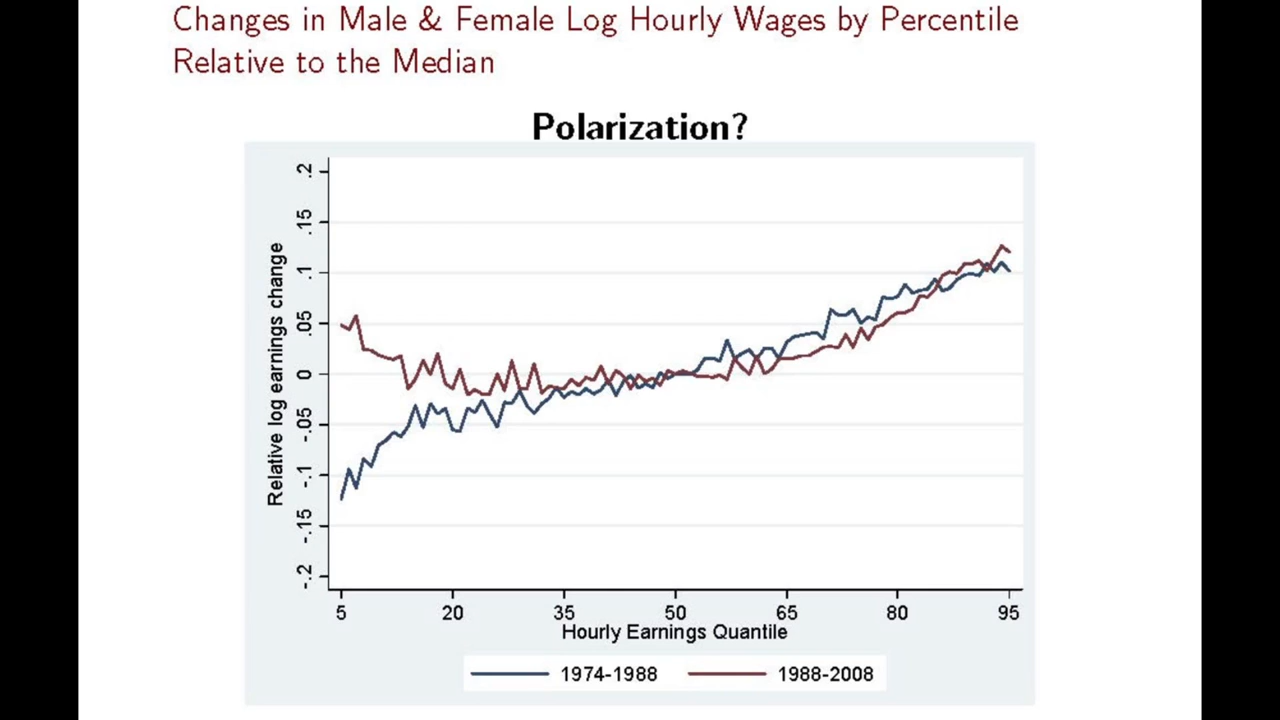 Changes in Male & Female Log Hourly Wages by Percentile
Relative to the Median
Polarization?
Relative log earnings change
.2
.15
.1
.05
0
-.05
-.1
-.15
-.2
5 20 35 50 65 80 95
Hourly Earnings Quantile
1974-1988 1988-2008